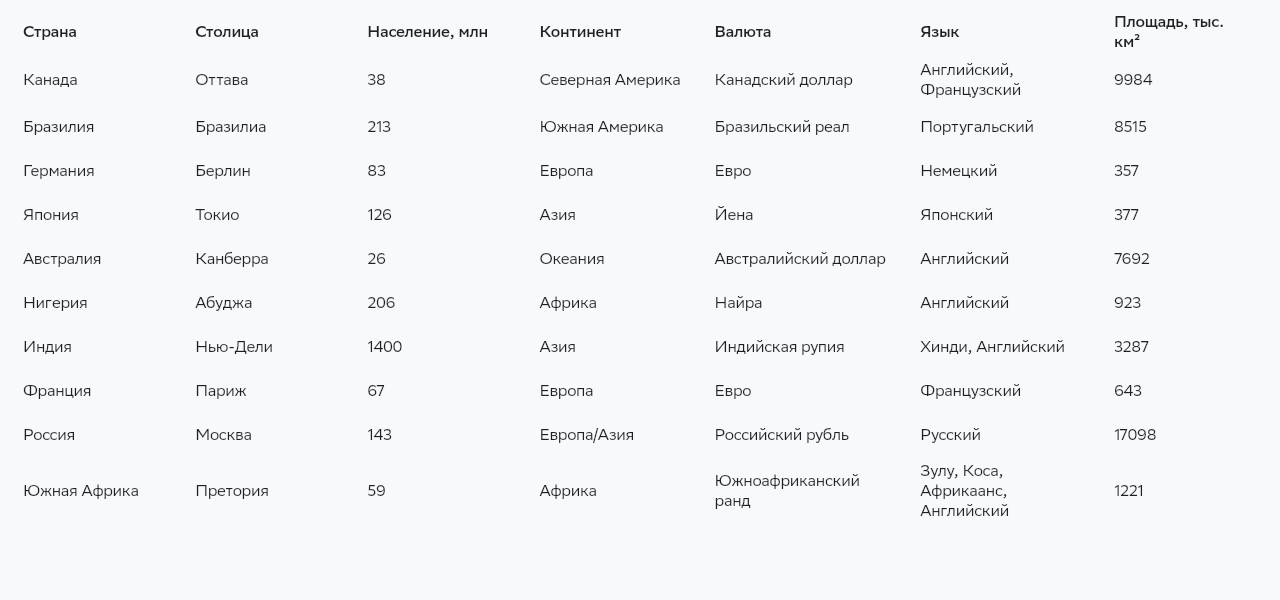 Страна Столица Население, млн Континент Валюта Язык Площадь, тыс. км²
Канада Оттава 38 Северная Америка Канадский доллар Английский, Французский 9984
Бразилия Бразилиа 213 Южная Америка Бразильский реал Португальский 8515
Германия Берлин 83 Европа Евро Немецкий 357
Япония Токио 126 Азия Йена Японский 377
Австралия Канберра 26 Океания Австралийский доллар Английский 7692
Нигерия Абуджа 206 Африка Найра Английский 923
Индия Нью-Дели 1400 Азия Индийская рупия Хинди, Английский 3287
Франция Париж 67 Европа Евро Французский 643
Россия Москва 143 Европа/Азия Российский рубль Русский 17098
Южная Африка Претория 59 Африка Южноафриканский ранд Зулу, Коса, Африкаанс, Английский 1221